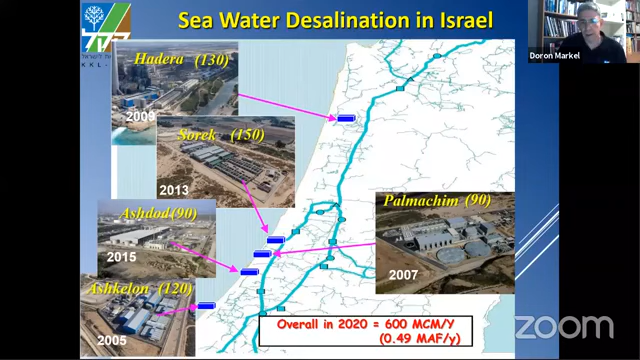 Sea Water Desalination in Israel
Doron Markel
KKL-
Hadera (130)
2009
Sorek (150)
2013
Ashdod(90)
2015
Palmachim (90)
2007
Ashkelon (120)
2005
Overall in 2020 = 600 MCM/Y
(0.49 MAF/y)
zoom